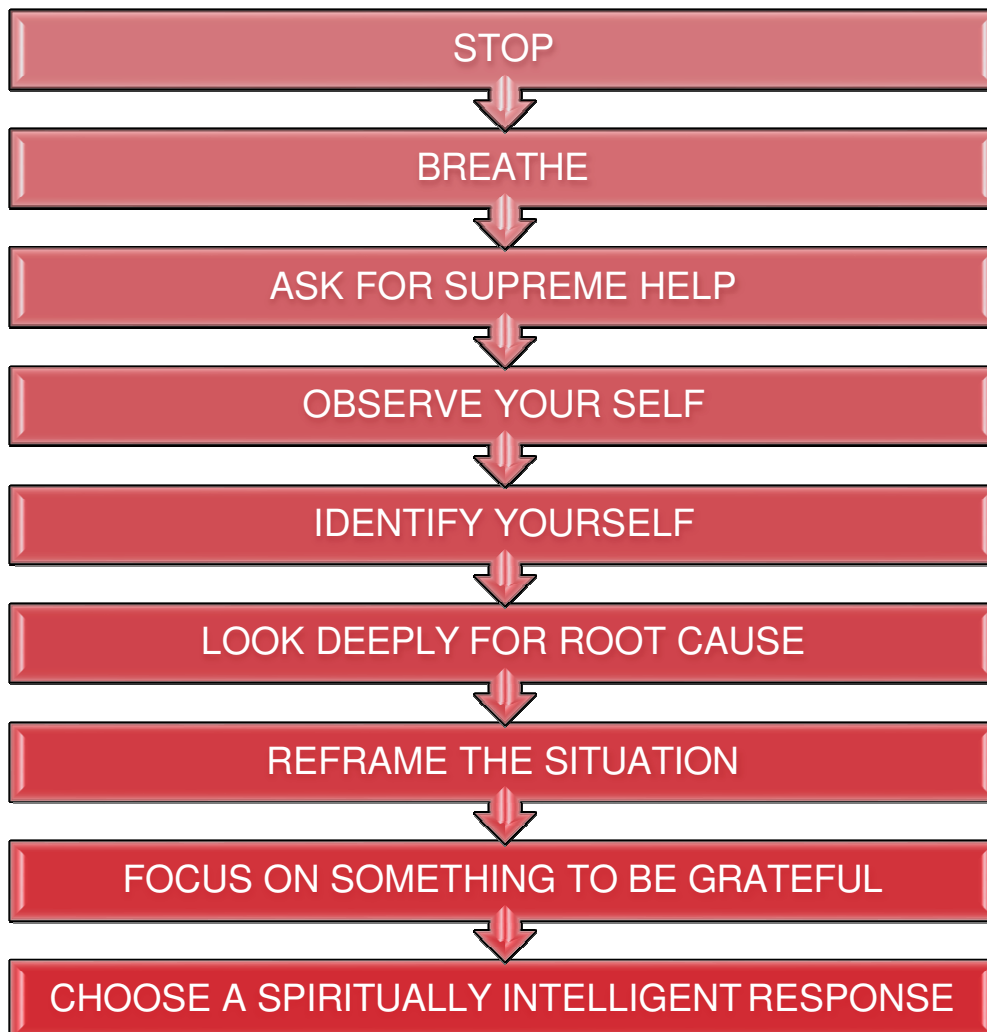 STOP
BREATHE
ASK FOR SUPREME HELP
OBSERVE YOUR SELF
IDENTIFY YOURSELF
LOOK DEEPLY FOR ROOT CAUSE
REFRAME THE SITUATION
FOCUS ON SOMETHING TO BE GRATEFUL
CHOOSE A SPIRITUALLY INTELLIGENT RESPONSE